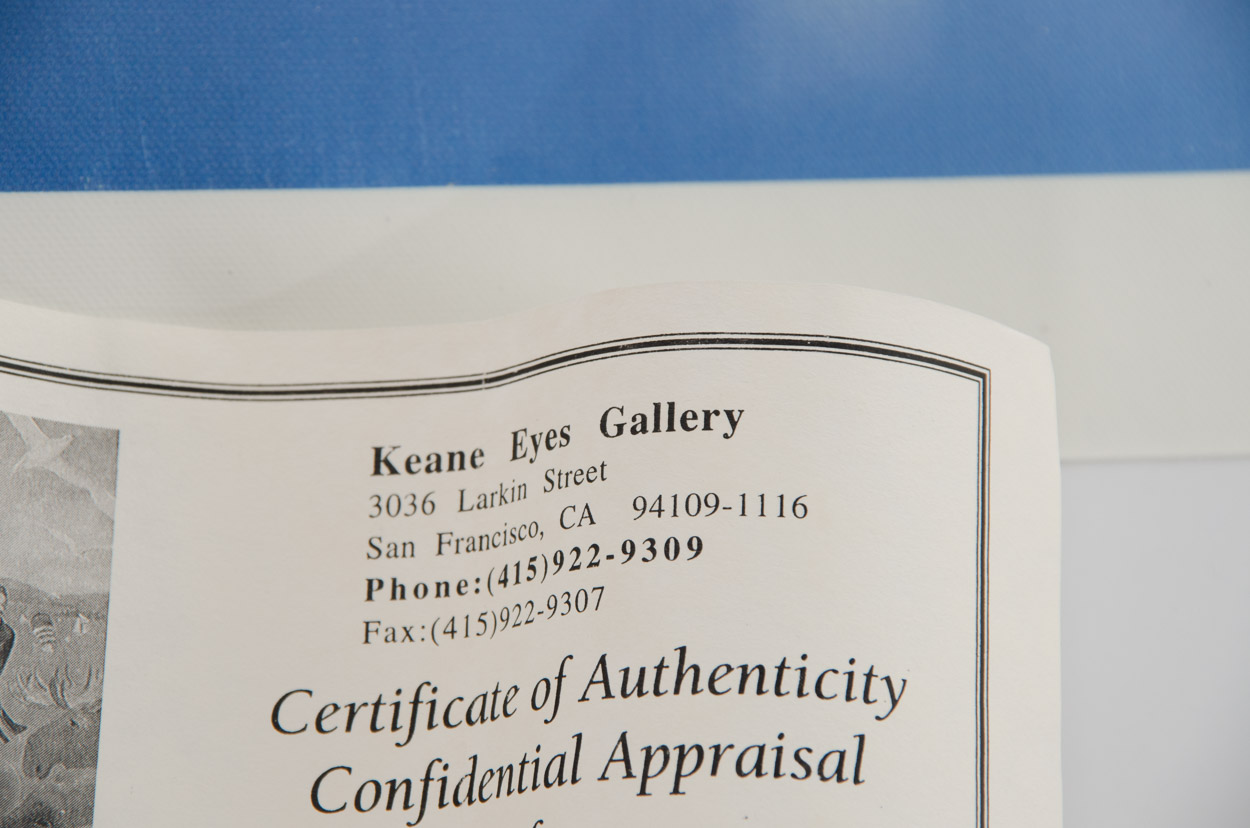 Keane Eyes Gallery
3036 Larkin Street
San Francisco, CA 94109-1116
Phone:(415)922-9309
Fax:(415)922-9307
Certificate of Authenticity
Confidential Appraisal